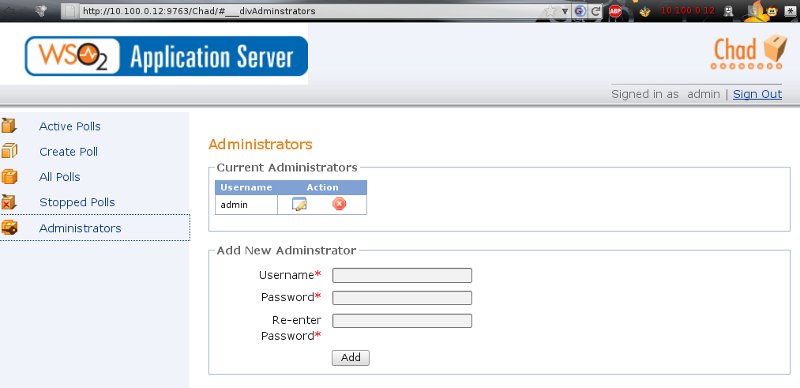 http://10.100.0.12:9763/Chad/#___divAdminstrators
ABP
10.100.0.12
WSO2 Application Server
Chad
Signed in as admin | Sign Out
Active Polls
Create Poll
All Polls
Stopped Polls
Administrators
Administrators
Current Administrators
Username Action
admin
Add New Adminstrator
Username*
Password*
Re-enter
Password*
Add